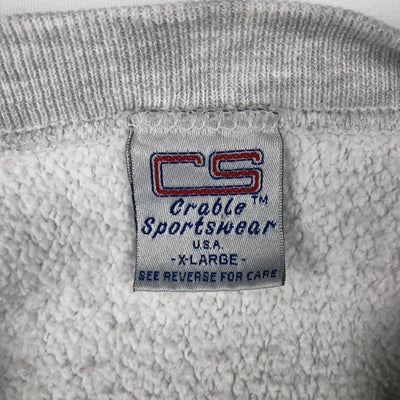 CS
Crable™
Sportswear
U.S.A.
-X-LARGE-
SEE REVERSE FOR CARE